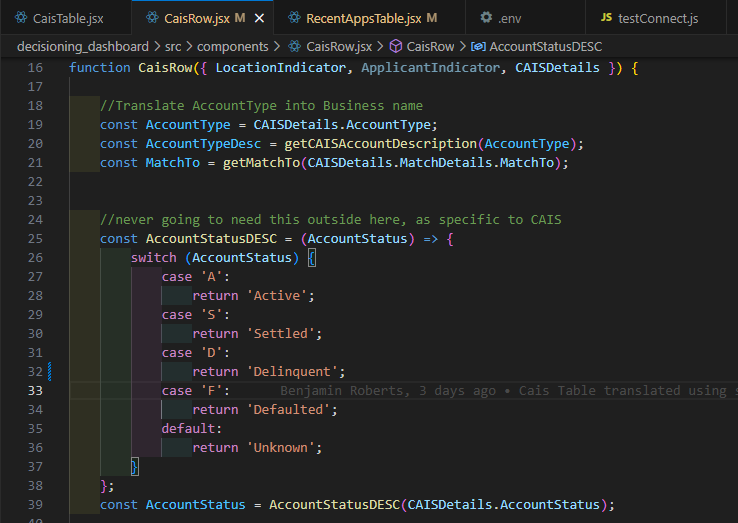 CaisTable.jsx CaisRow.jsx M × RecentAppsTable.jsx M .env JS testConnect.js
decisioning_dashboard > src > components > CaisRow.jsx > CaisRow > AccountStatusDESC
16 function CaisRow({ LocationIndicator, ApplicantIndicator, CAISDetails }) {
17
18 //Translate AccountType into Business name
19 const AccountType = CAISDetails.AccountType;
20 const AccountTypeDesc = getCAISAccountDescription(AccountType);
21 const MatchTo = getMatchTo(CAISDetails.MatchDetails.MatchTo);
22
23
24 //never going to need this outside here, as specific to CAIS
25 const AccountStatusDESC = (AccountStatus) => {
26 switch (AccountStatus) {
27 case 'A':
28 return 'Active';
29 case 'S':
30 return 'Settled';
31 case 'D':
32 return 'Delinquent';
33 case 'F': Benjamin Roberts, 3 days ago • Cais Table translated using
34 return 'Defaulted';
35 default:
36 return 'Unknown';
37 }
38 };
39 const AccountStatus = AccountStatusDESC(CAISDetails.AccountStatus);